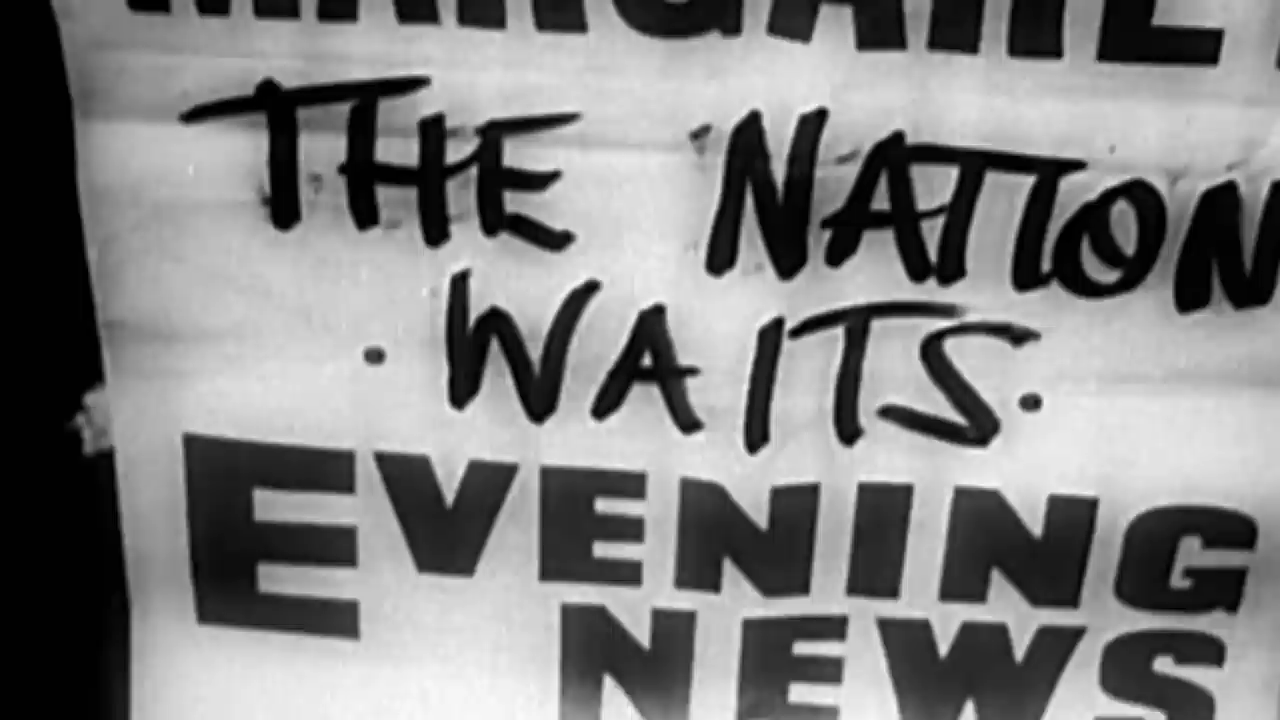 THE NATION
· WAITS·
EVENING
NEWS